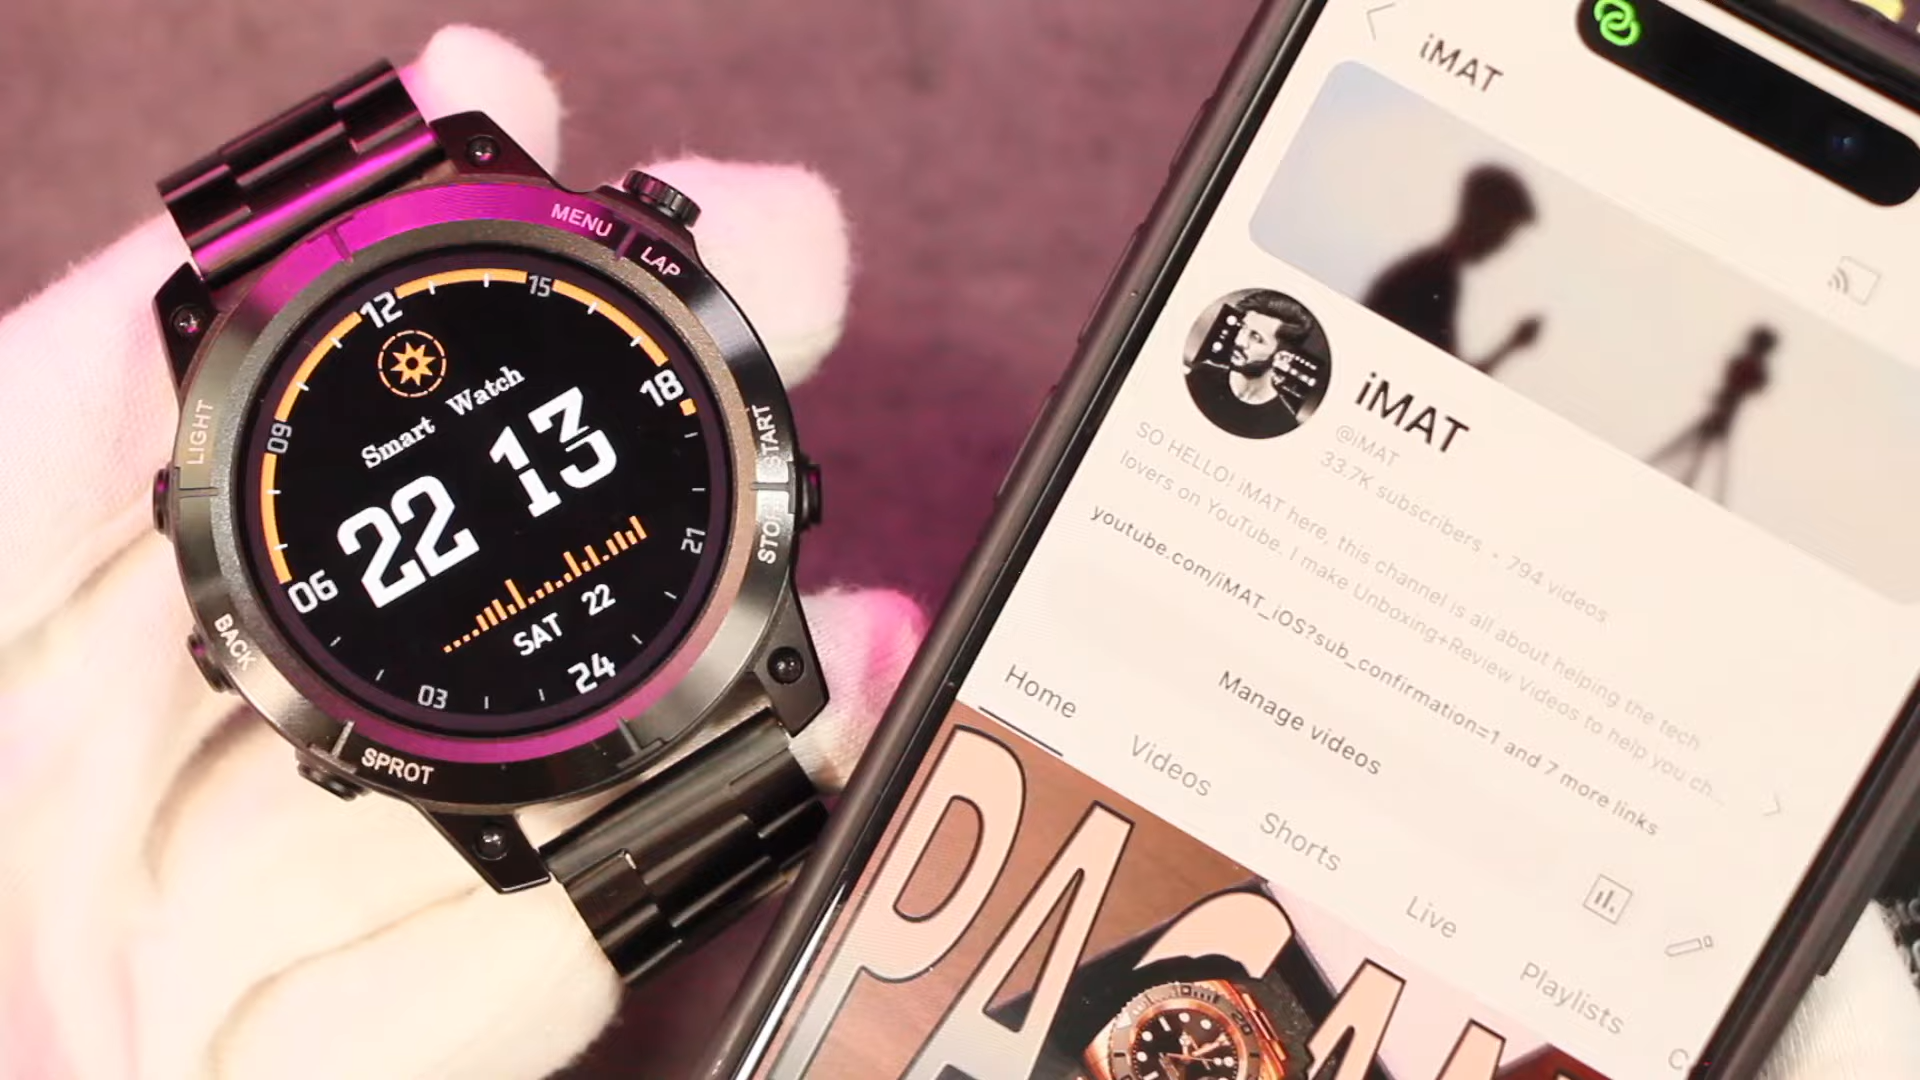 MENU
LAP
LIGHT
START
STOP
BACK
SPROT
12
15
18
09
06
21
24
03
Smart Watch
22 13
SAT 22
iMAT
iMAT
@iMAT
33.7K subscribers • 794 videos
SO HELLO! iMAT here, this channel is all about helping the tech
lovers on YouTube. I make Unboxing+Review Videos to help you ch...
youtube.com/iMAT_iOS?sub_confirmation=1 and 7 more links
Manage videos
Home Videos Shorts Live Playlists